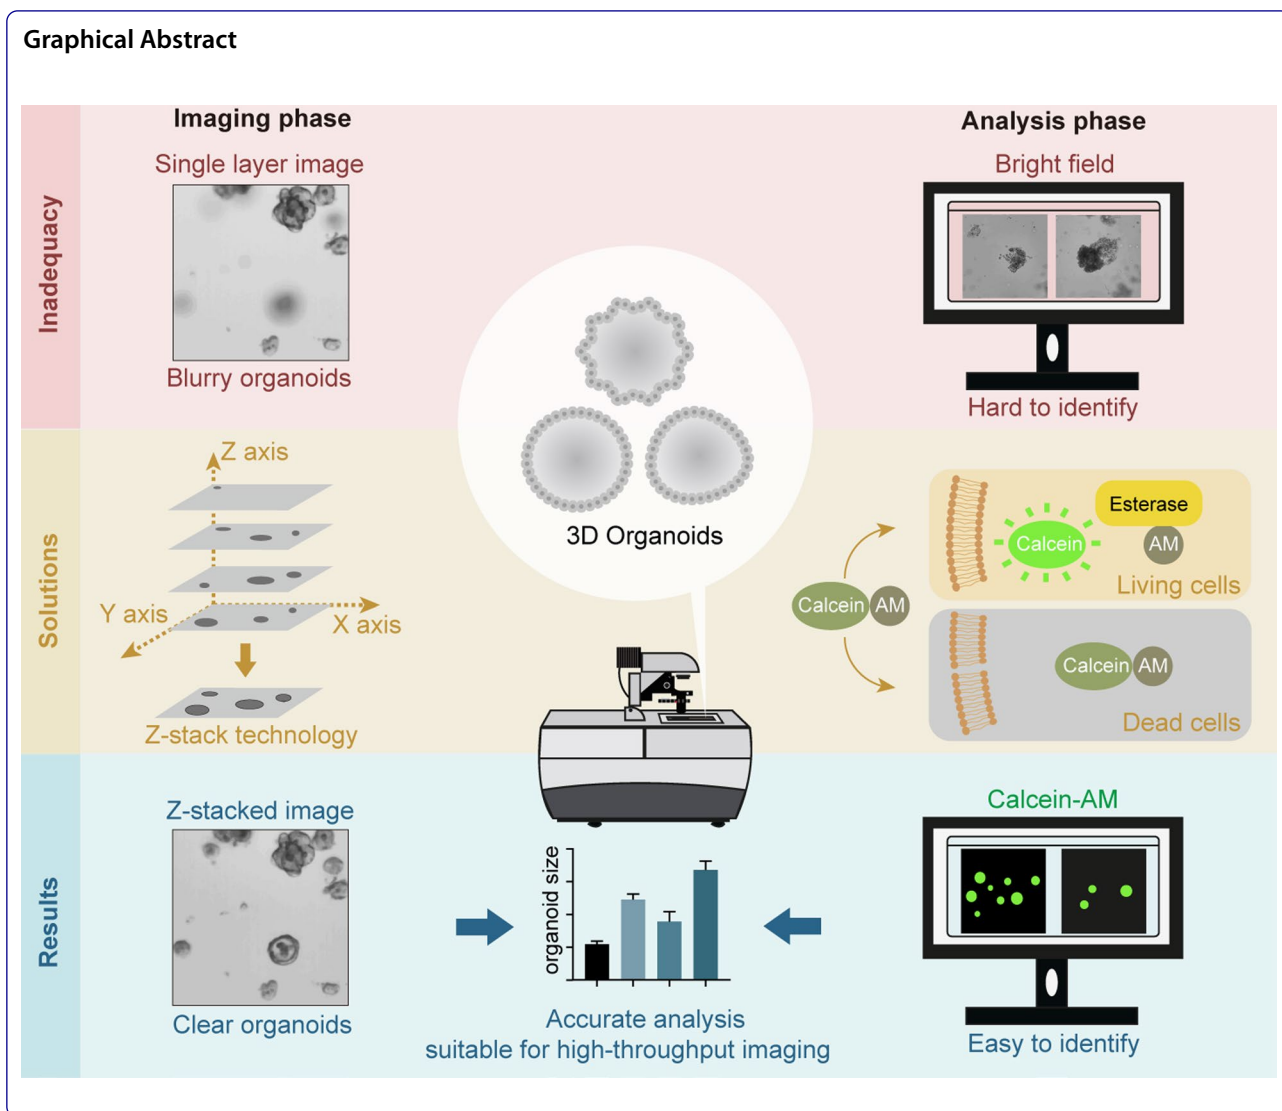 Graphical Abstract
Imaging phase
Analysis phase
Inadequacy
Single layer image
Blurry organoids
Bright field
Hard to identify
3D Organoids
Solutions
Z axis
Y axis
X axis
Z-stack technology
Calcein
AM
Esterase
Calcein
AM
Living cells
Calcein
AM
Dead cells
Results
Z-stacked image
Clear organoids
organoid size
Accurate analysis
suitable for high-throughput imaging
Calcein-AM
Easy to identify